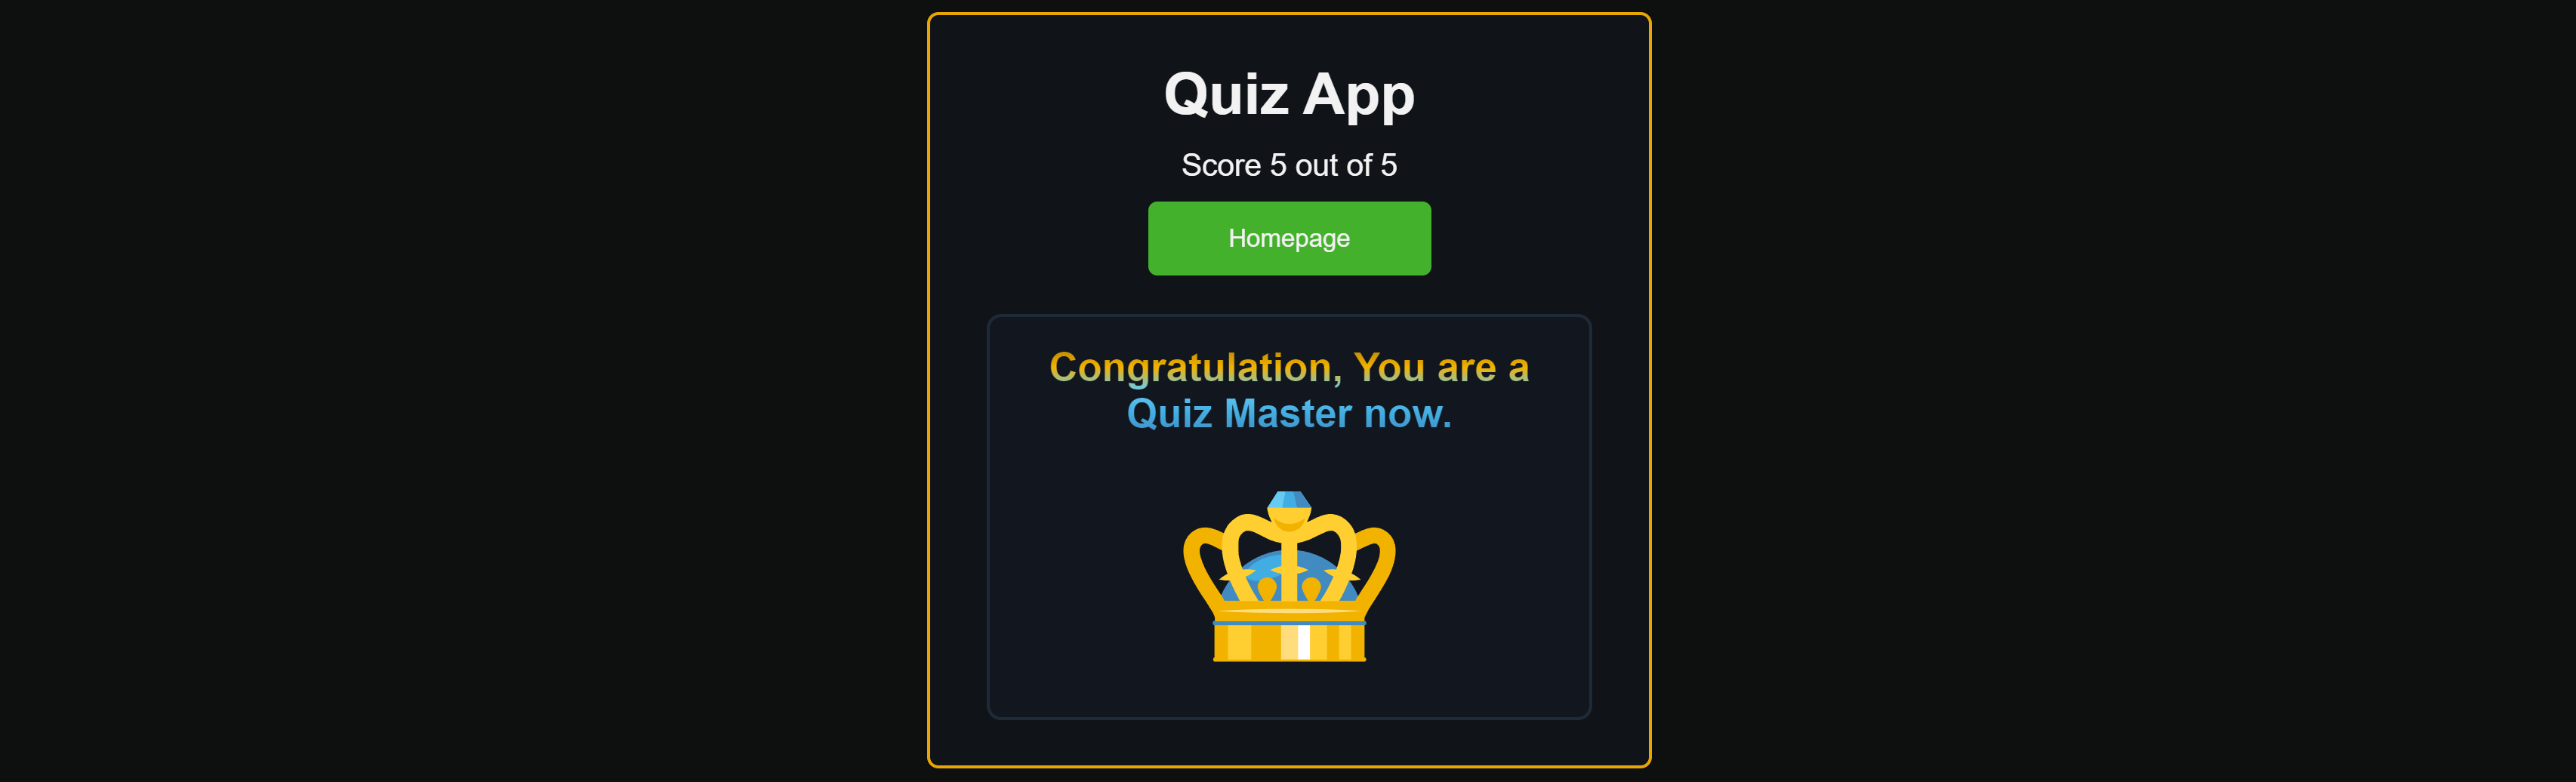 Quiz App
Score 5 out of 5
Homepage
Congratulation, You are a
Quiz Master now.